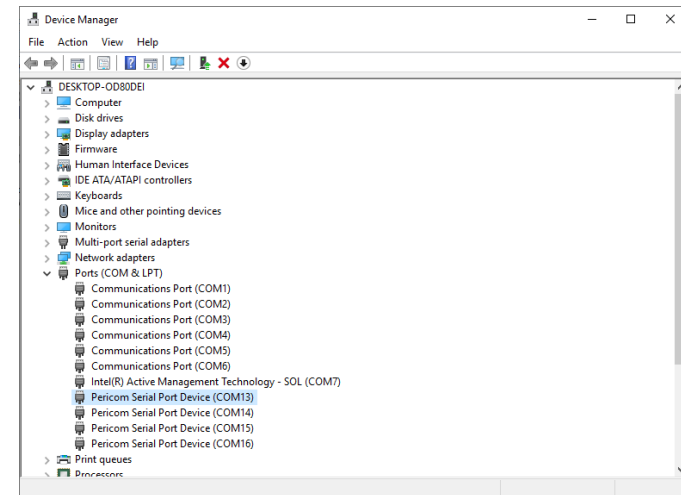 Device Manager
File Action View Help
DESKTOP-OD80DEI
Computer
Disk drives
Display adapters
Firmware
Human Interface Devices
IDE ATA/ATAPI controllers
Keyboards
Mice and other pointing devices
Monitors
Multi-port serial adapters
Network adapters
Ports (COM & LPT)
Communications Port (COM1)
Communications Port (COM2)
Communications Port (COM3)
Communications Port (COM4)
Communications Port (COM5)
Communications Port (COM6)
Intel(R) Active Management Technology - SOL (COM7)
Pericom Serial Port Device (COM13)
Pericom Serial Port Device (COM14)
Pericom Serial Port Device (COM15)
Pericom Serial Port Device (COM16)
Print queues
Processors